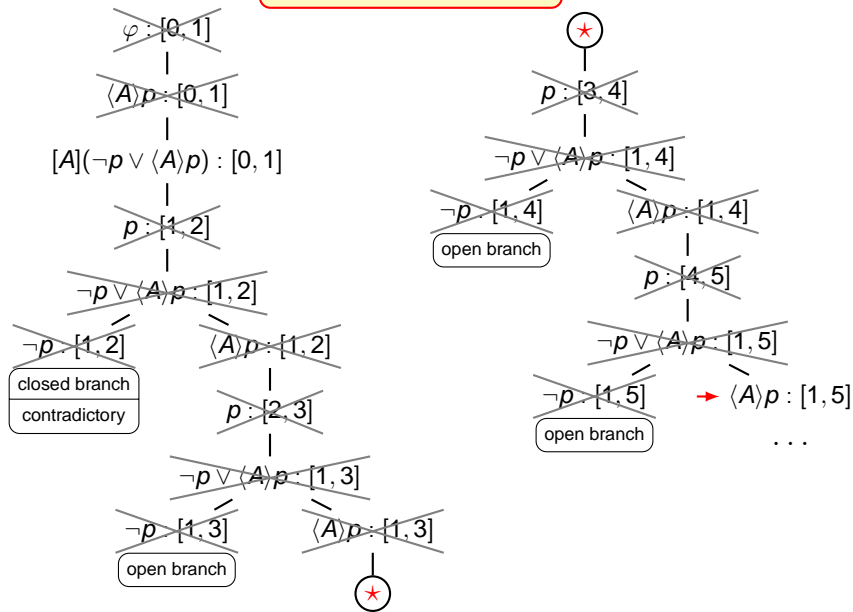 φ : [0, 1]
⟨A⟩p : [0, 1]
[A](¬p ∨ ⟨A⟩p) : [0, 1]
p : [1, 2]
¬p ∨ ⟨A⟩p : [1, 2]
¬p : [1, 2]
⟨A⟩p : [1, 2]
closed branch
contradictory
p : [2, 3]
¬p ∨ ⟨A⟩p : [1, 3]
¬p : [1, 3]
⟨A⟩p : [1, 3]
open branch
⋆
⋆
p : [3, 4]
¬p ∨ ⟨A⟩p : [1, 4]
¬p : [1, 4]
⟨A⟩p : [1, 4]
open branch
p : [4, 5]
¬p ∨ ⟨A⟩p : [1, 5]
¬p : [1, 5]
→ ⟨A⟩p : [1, 5]
open branch
. . .